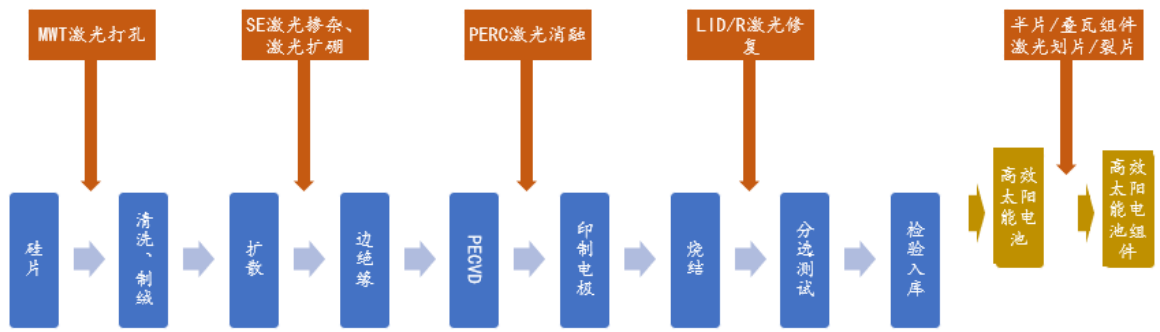 MWT激光打孔
SE激光掺杂、
激光扩硼
PERC激光消融
LID/R激光修
复
半片/叠瓦组件
激光划片/裂片
硅片
清洗、制绒
扩散
边绝缘
PECVD
印制电极
烧结
分选测试
检验入库
高效太阳能电池
高效太阳能电池组件